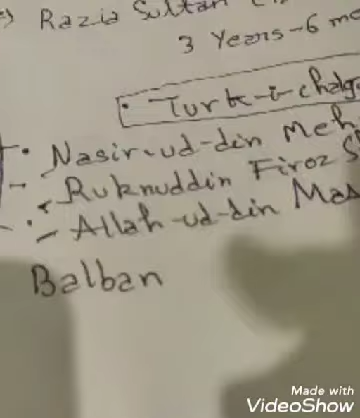 Razia Sultan
3 Years-6
• Turk-i-chalg
• Nasir-ud-din Meh
- Ruknuddin Firoz S
- Allah-ud-din Mas
Balban
Made with
VideoShow